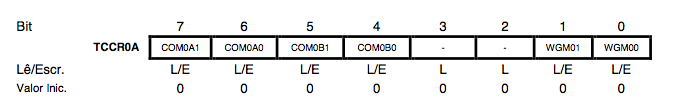 Bit 7 6 5 4 3 2 1 0
TCCR0A COM0A1 COM0A0 COM0B1 COM0B0 - - WGM01 WGM00
Lê/Escr. L/E L/E L/E L/E L L L/E L/E
Valor Inic. 0 0 0 0 0 0 0 0